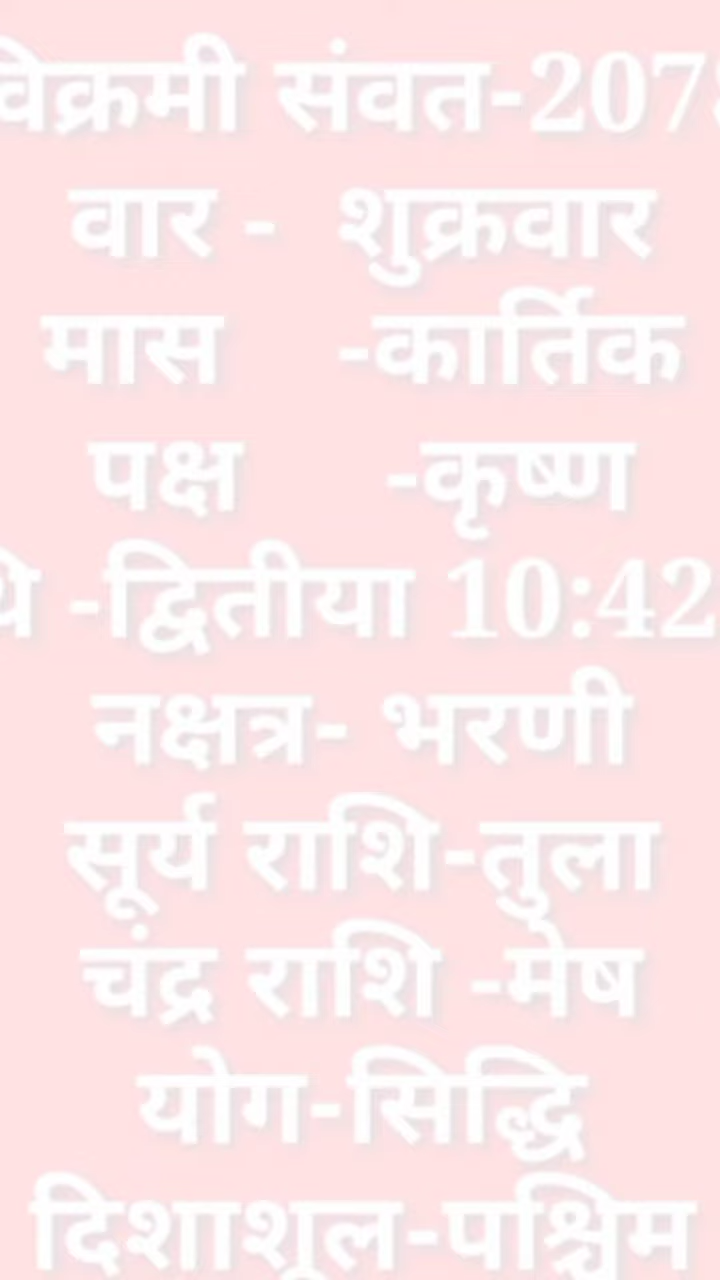 विक्रमी संवत-207
वार - शुक्रवार
मास -कार्तिक
पक्ष -कृष्ण
थि -द्वितीया 10:42
नक्षत्र- भरणी
सूर्य राशि-तुला
चंद्र राशि -मेष
योग-सिद्धि
दिशाशूल-पश्चिम